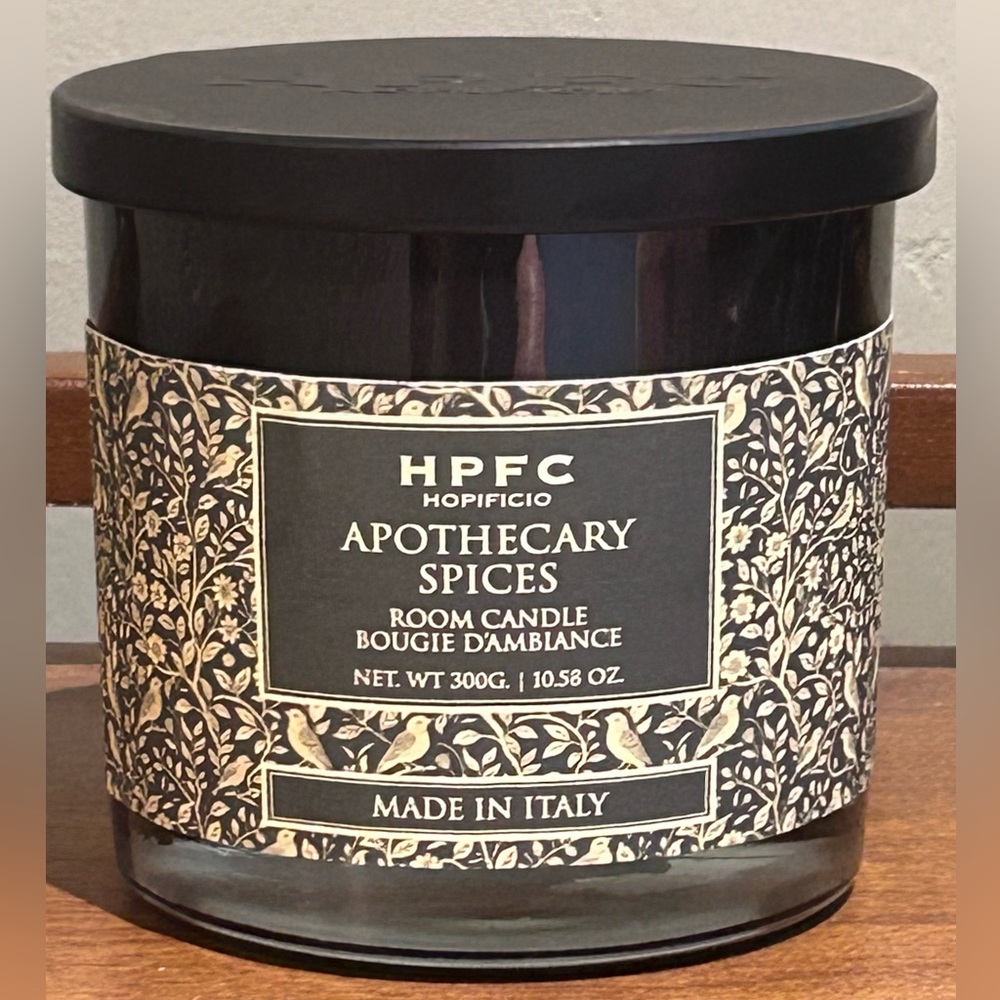 HPFC
HOPIFICIO
APOTHECARY
SPICES
ROOM CANDLE
BOUGIE D'AMBIANCE
NET. WT 300G. | 10.58 OZ.
MADE IN ITALY